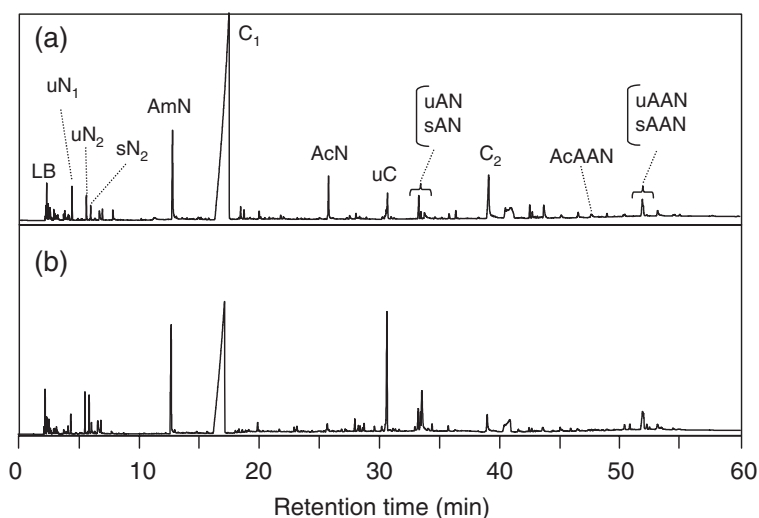 (a)
C₁
uN₁
uN₂
sN₂
LB
AmN
AcN
uC
uAN
sAN
C₂
AcAAN
uAAN
sAAN
(b)
0 10 20 30 40 50 60
Retention time (min)